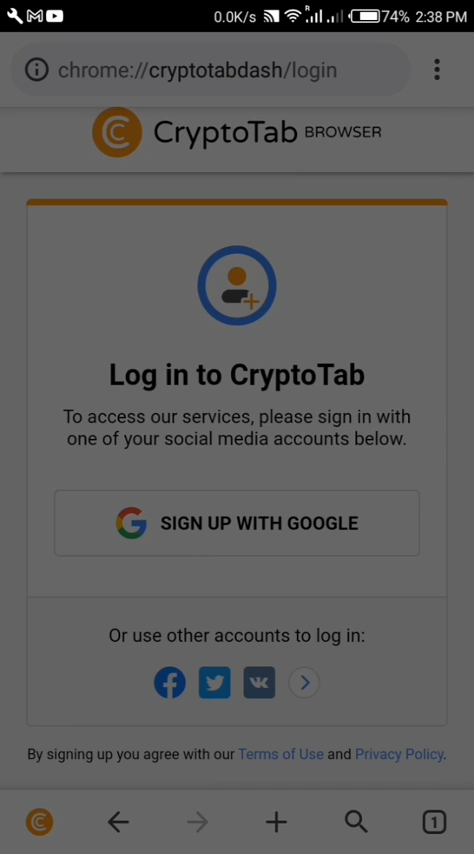 0.0K/s R 74% 2:38 PM
chrome://cryptotabdash/login
CryptoTab BROWSER
Log in to CryptoTab
To access our services, please sign in with
one of your social media accounts below.
SIGN UP WITH GOOGLE
Or use other accounts to log in:
By signing up you agree with our Terms of Use and Privacy Policy.
1